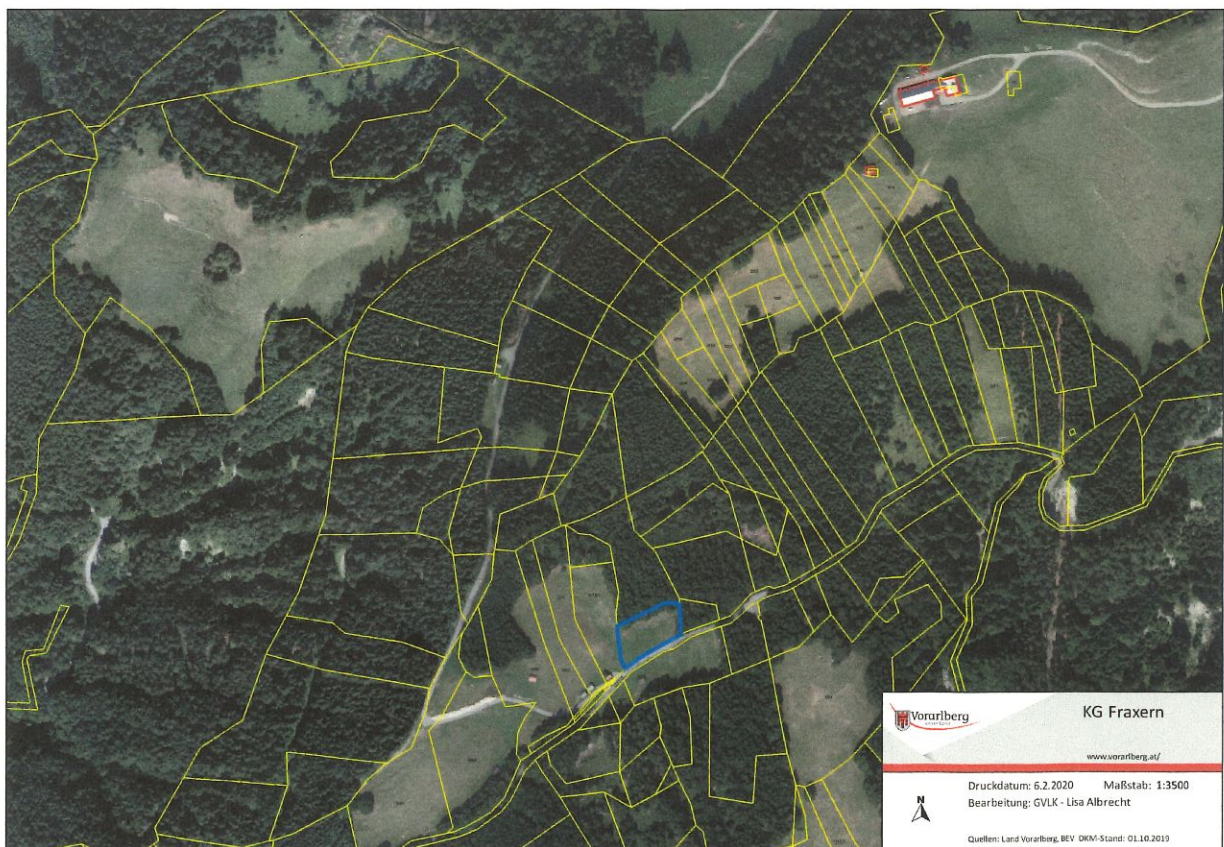 Vorarlberg
KG Fraxern
www.vorarlberg.at/
Druckdatum: 6.2.2020 Maßstab: 1:3500
N
Bearbeitung: GVLK - Lisa Albrecht
Quellen: Land Vorarlberg, BEV DKM-Stand: 01.10.2019